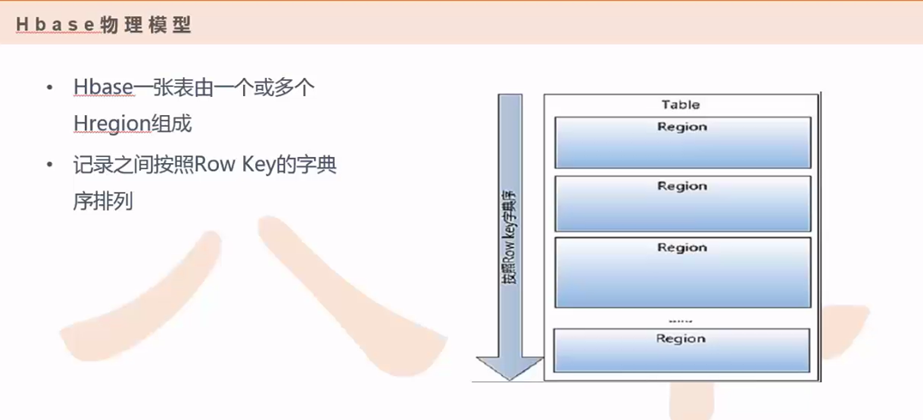 Hbase物理模型
• Hbase一张表由一个或多个
Hregion组成
• 记录之间按照Row Key的字典
序排列
按照Row key字典序
Table
Region
Region
Region
......
Region